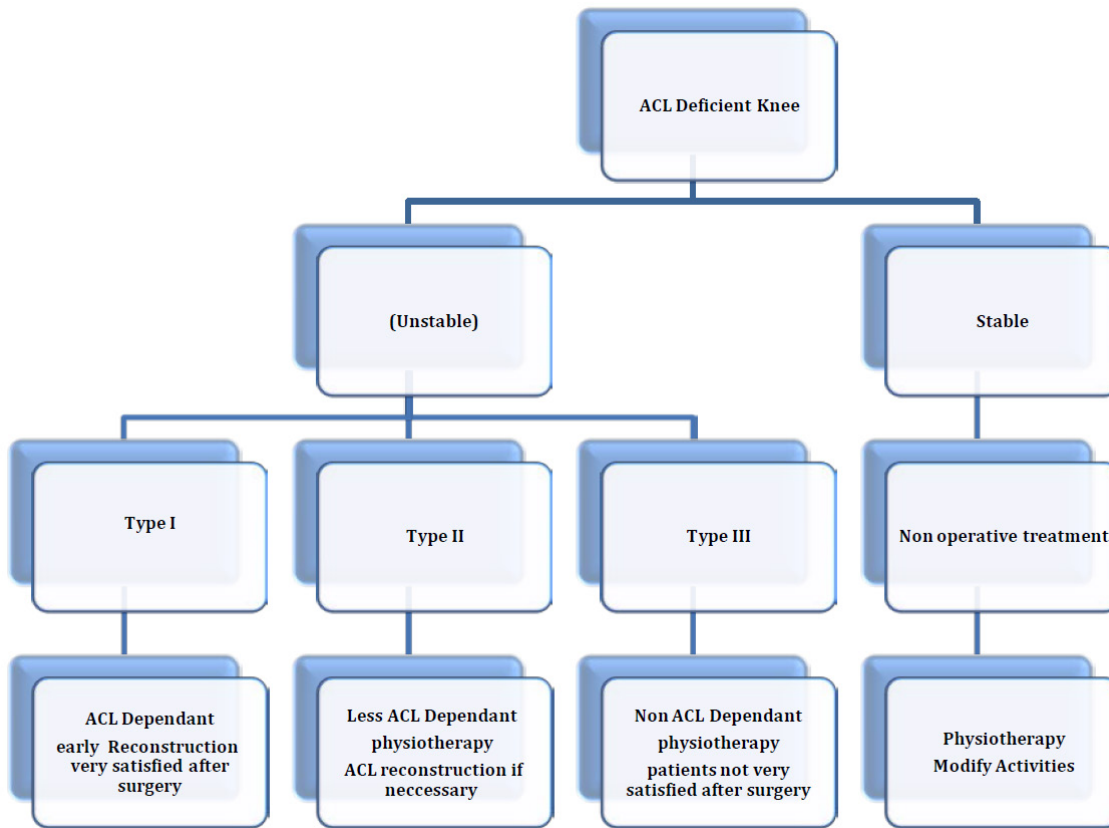 ACL Deficient Knee
(Unstable)
Stable
Type I
Type II
Type III
Non operative treatment
ACL Dependant
early Reconstruction
very satisfied after
surgery
Less ACL Dependant
physiotherapy
ACL reconstruction if
neccessary
Non ACL Dependant
physiotherapy
patients not very
satisfied after surgery
Physiotherapy
Modify Activities